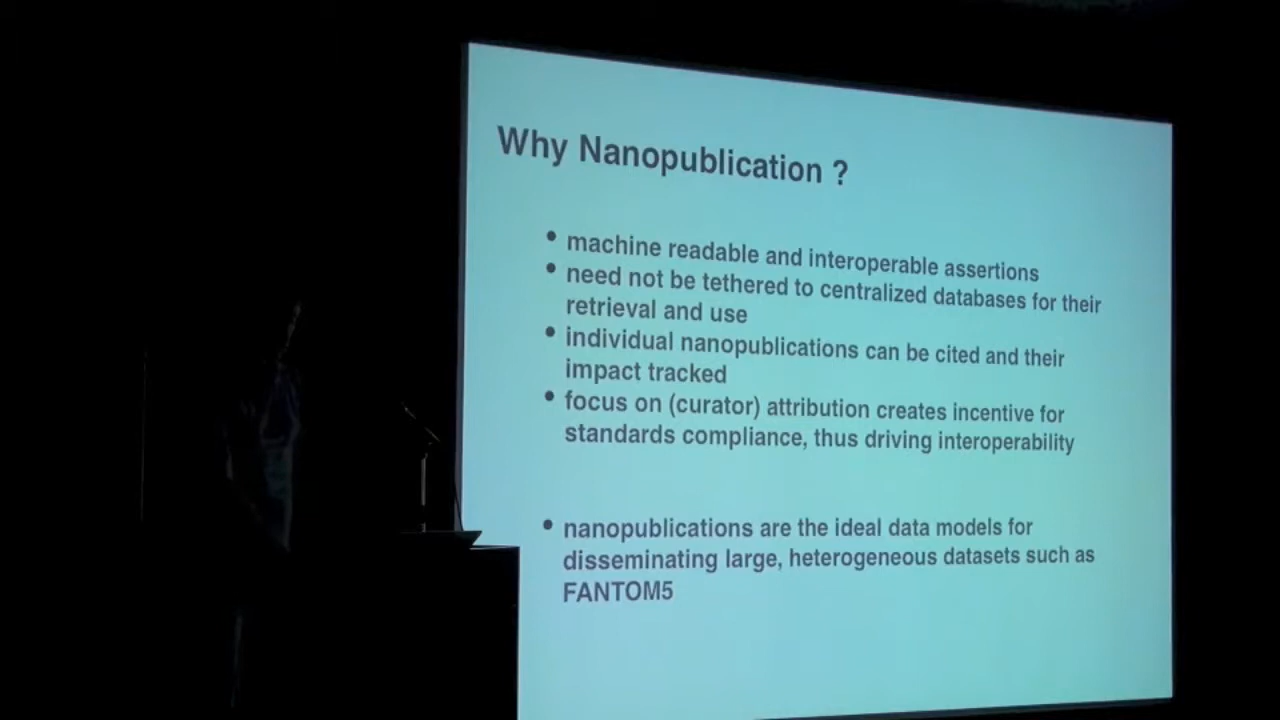 Why Nanopublication ?
• machine readable and interoperable assertions
• need not be tethered to centralized databases for their
retrieval and use
• individual nanopublications can be cited and their
impact tracked
• focus on (curator) attribution creates incentive for
standards compliance, thus driving interoperability
• nanopublications are the ideal data models for
disseminating large, heterogeneous datasets such as
FANTOM5